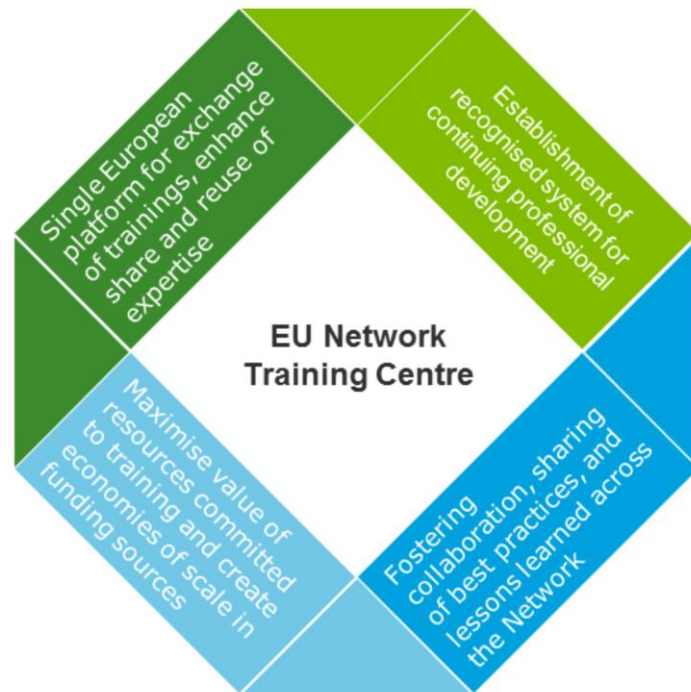 Single European
platform for exchange
of trainings, enhance
share and reuse of
expertise
Establishment of
recognised system for
continuing professional
development
EU Network
Training Centre
Maximise value of
resources committed
to training and create
economies of scale in
funding sources
Fostering
collaboration, sharing
of best practices, and
lessons learned across
the Network